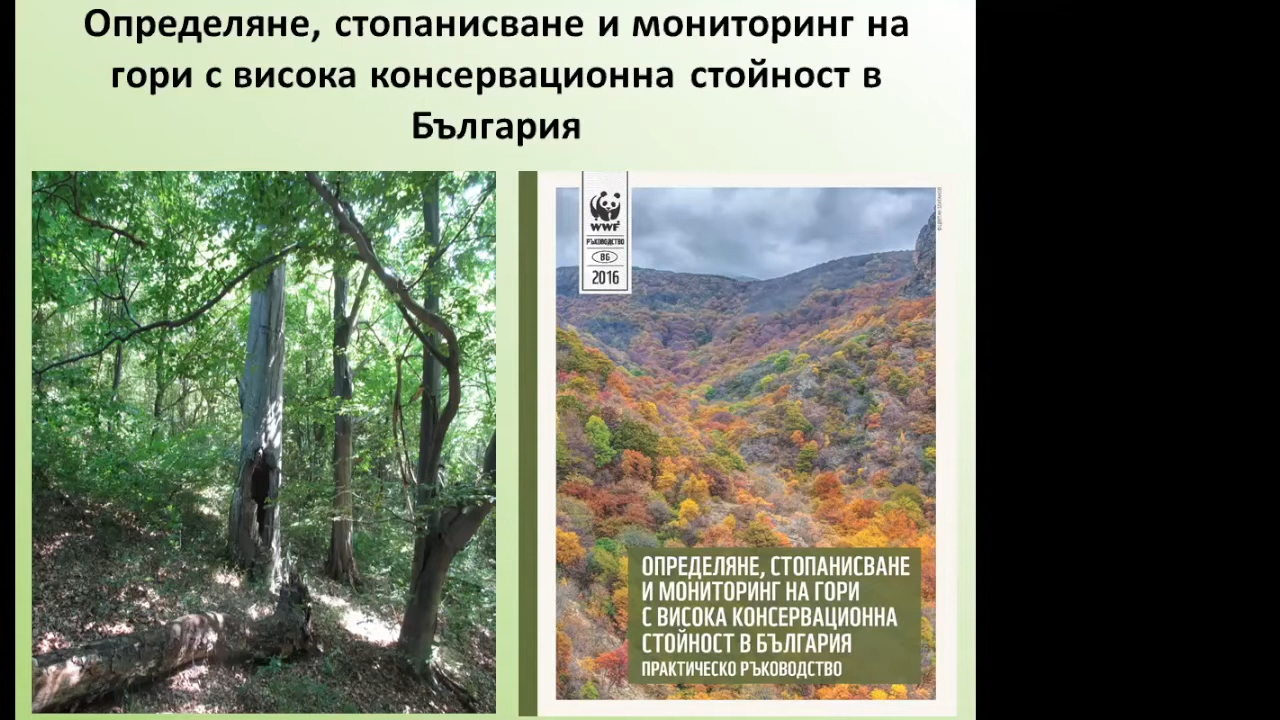 Определяне, стопанисване и мониторинг на
гори с висока консервационна стойност в
България
WWF
РЪКОВОДСТВО
BG
2016
ОПРЕДЕЛЯНЕ, СТОПАНИСВАНЕ
И МОНИТОРИНГ НА ГОРИ
С ВИСОКА КОНСЕРВАЦИОННА
СТОЙНОСТ В БЪЛГАРИЯ
ПРАКТИЧЕСКО РЪКОВОДСТВО